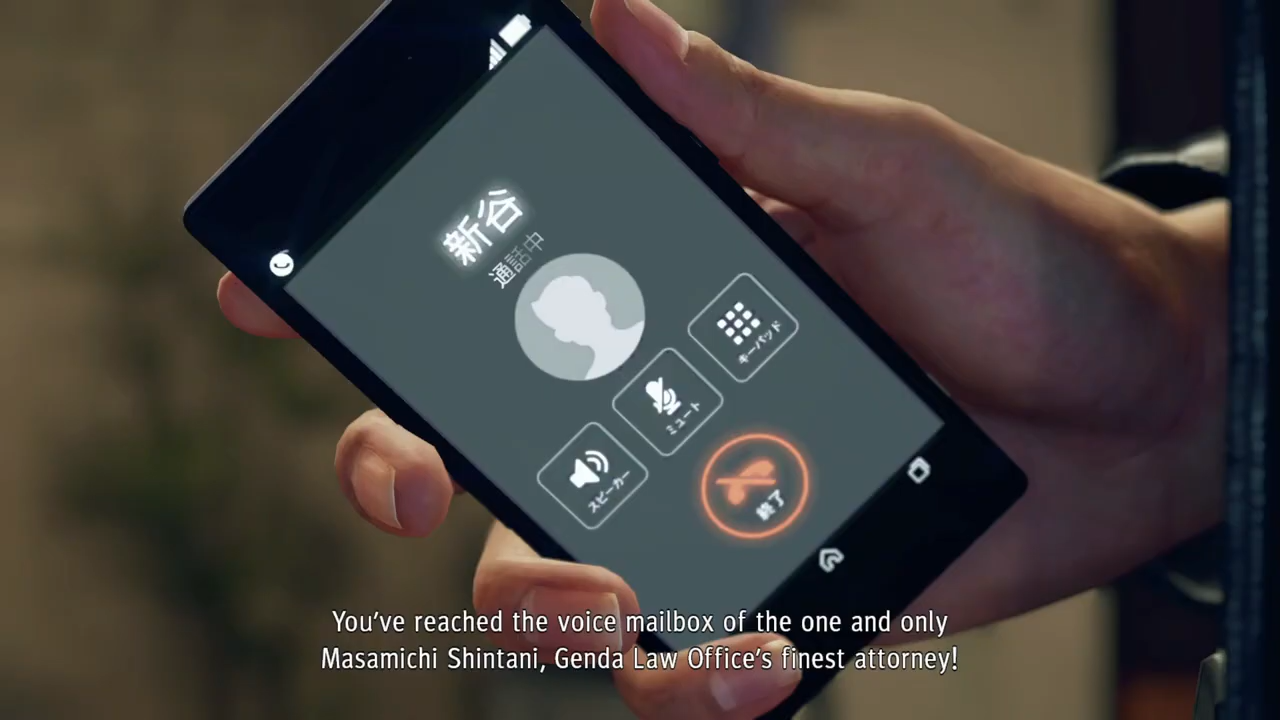 新谷
通話中
キーパッド
ミュート
スピーカー
終了
You've reached the voice mailbox of the one and only
Masamichi Shintani, Genda Law Office's finest attorney!